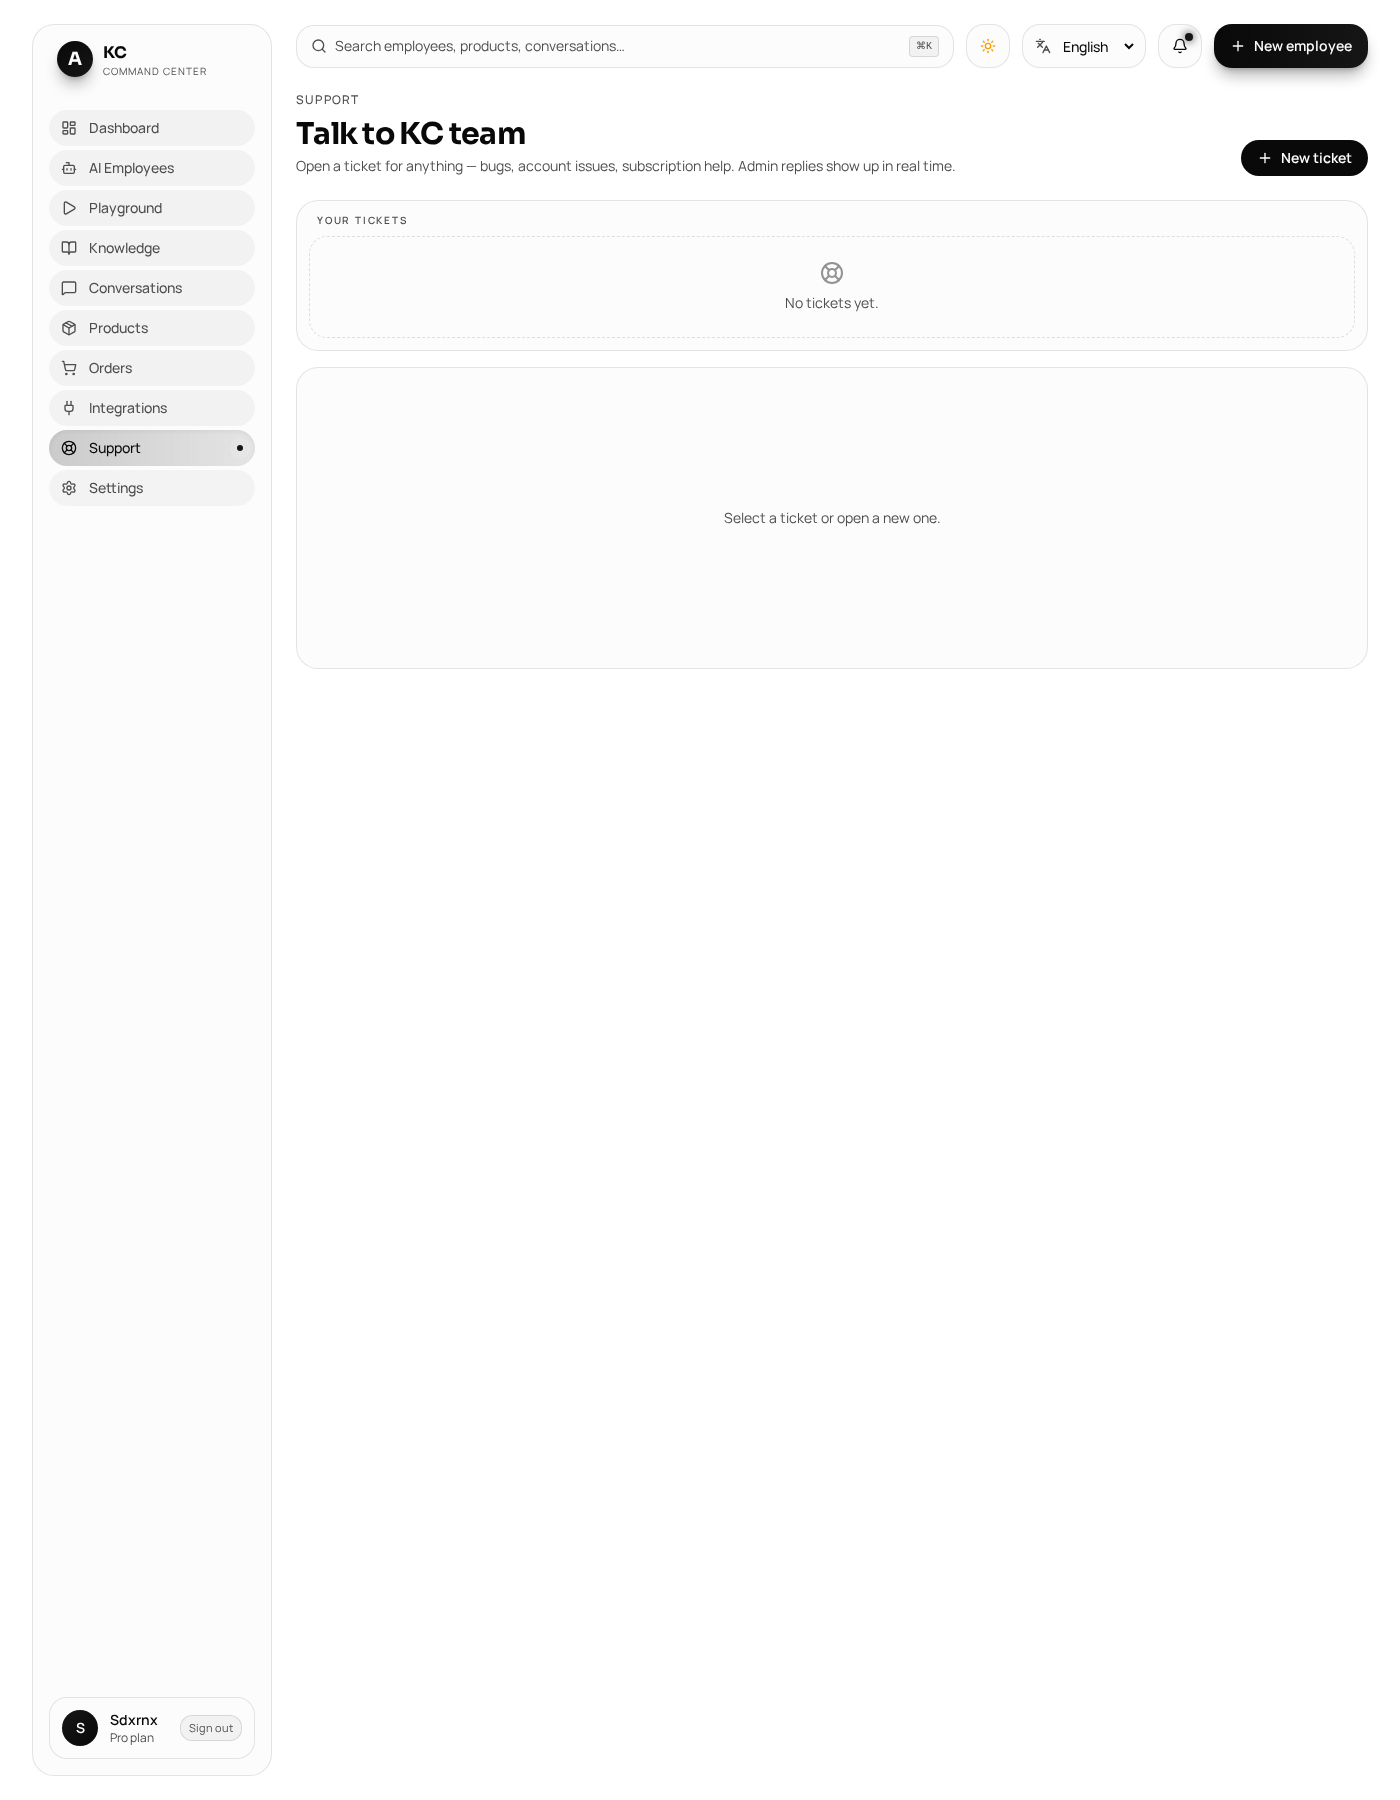 A
KC
COMMAND CENTER
Dashboard
AI Employees
Playground
Knowledge
Conversations
Products
Orders
Integrations
Support
Settings
S
Sdxrnx
Pro plan
Sign out
Search employees, products, conversations...
⌘K
English
New employee
SUPPORT
Talk to KC team
Open a ticket for anything — bugs, account issues, subscription help. Admin replies show up in real time.
New ticket
YOUR TICKETS
No tickets yet.
Select a ticket or open a new one.